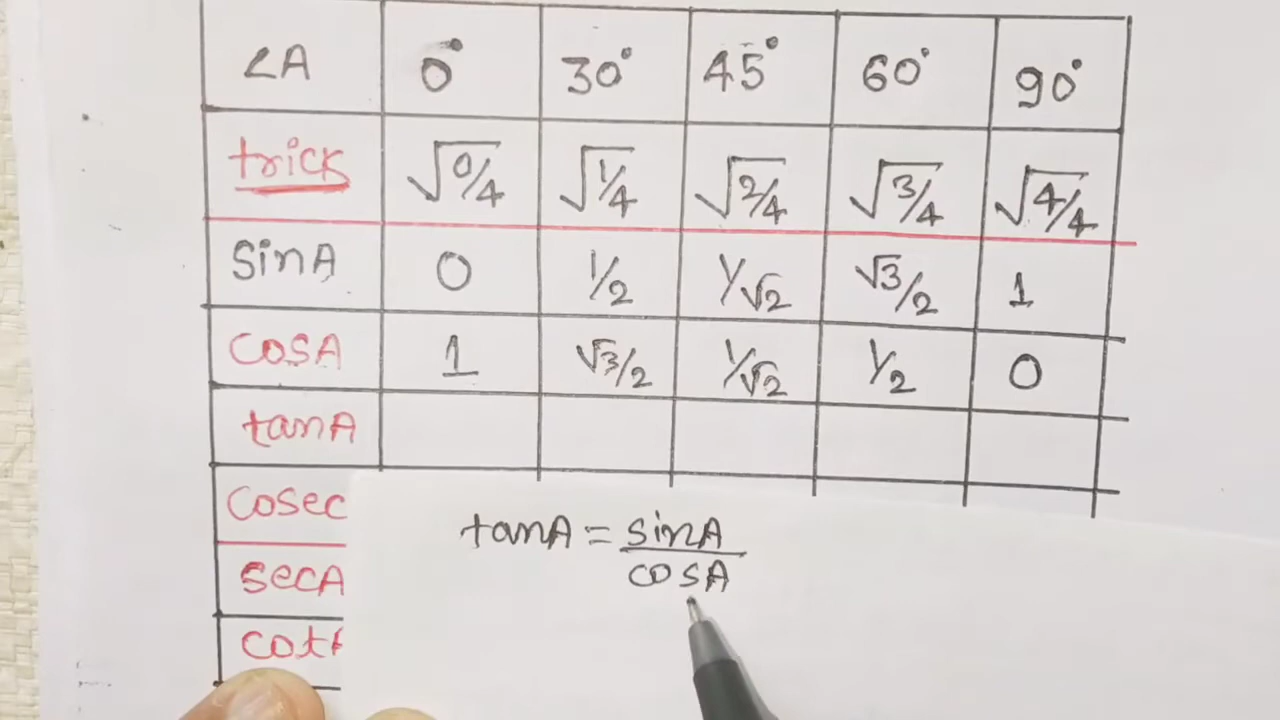 ∠A 0° 30° 45° 60° 90°
trick √0/4 √1/4 √2/4 √3/4 √4/4
sinA 0 1/2 1/√2 √3/2 1
cosA 1 √3/2 1/√2 1/2 0
tanA
cosec
secA
cot
tanA = sinA
cosA